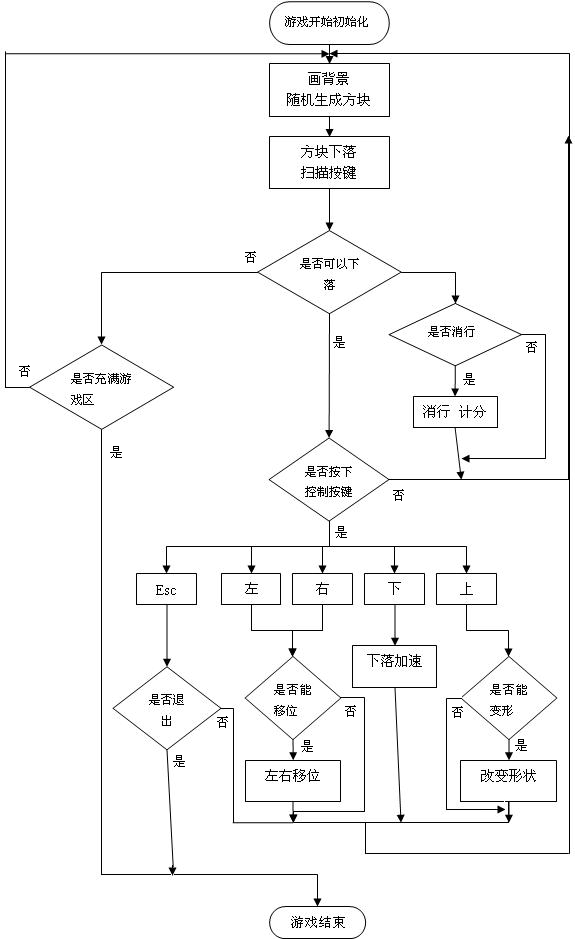 游戏开始初始化
画背景
随机生成方块
方块下落
扫描按键
否
是否可以下
落
是否消行
是
否
否
是否充满游
戏区
是
消行 计分
是
是否按下
控制按键
否
是
Esc
左
右
下
上
下落加速
是否退
出
否
是否能
移位
否
是否能
变形
否
是
是
是
左右移位
改变形状
游戏结束